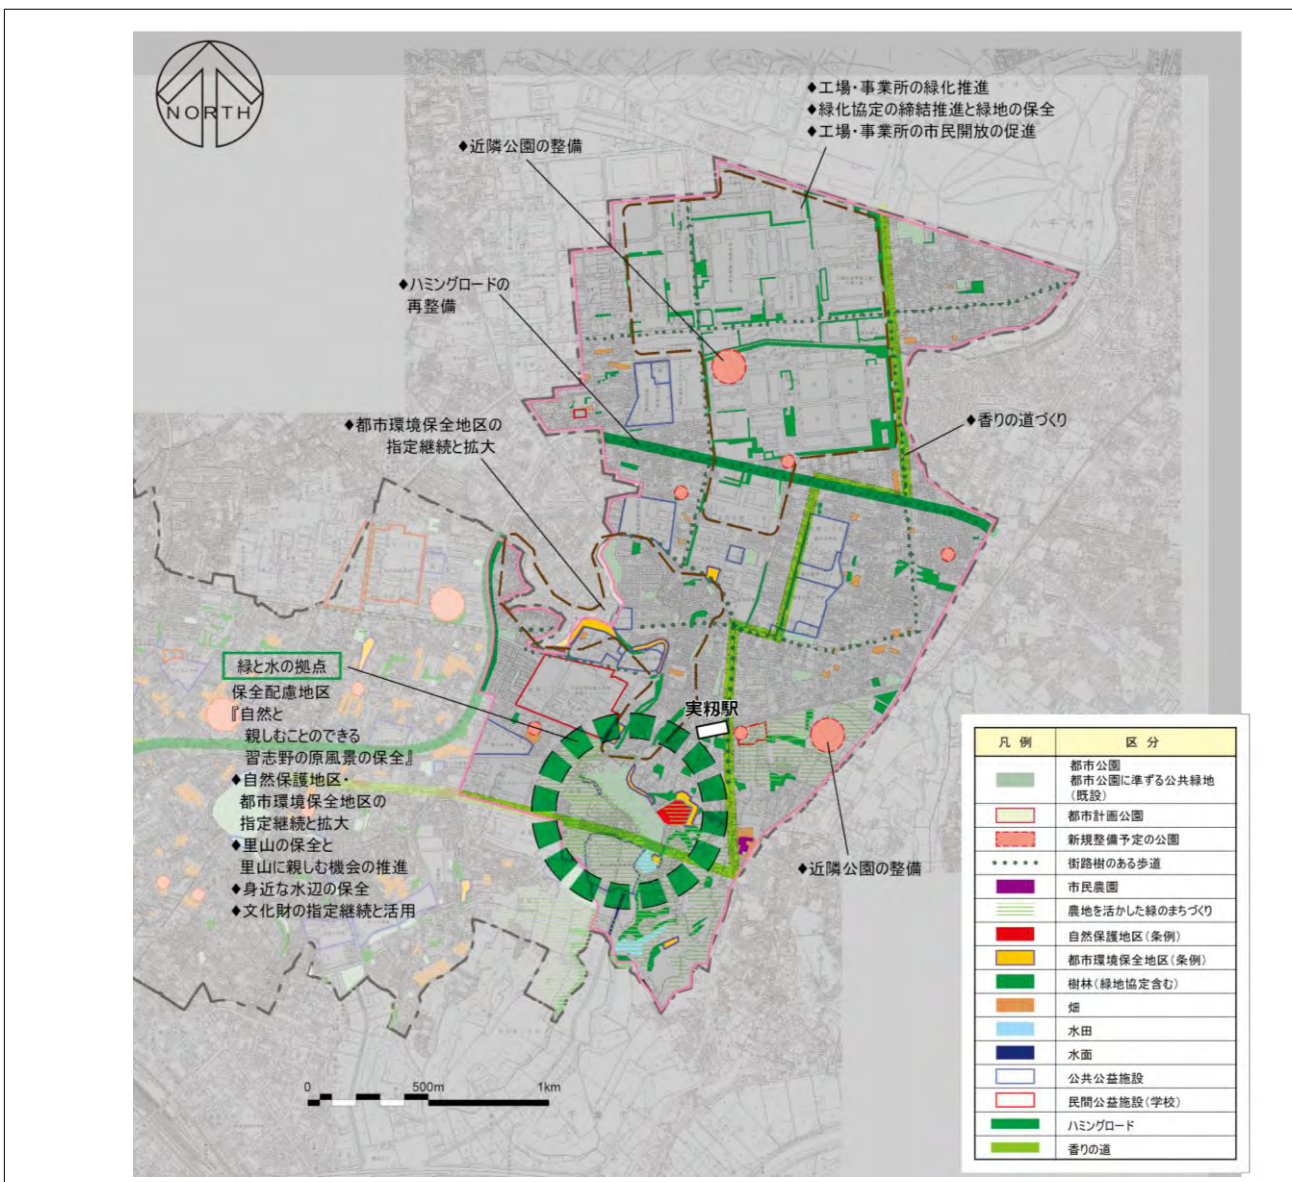 NORTH
◆工場・事業所の緑化推進
◆緑化協定の締結推進と緑地の保全
◆工場・事業所の市民開放の促進
◆近隣公園の整備
◆ハミングロードの
再整備
◆都市環境保全地区の
指定継続と拡大
◆香りの道づくり
緑と水の拠点
保全配慮地区
『自然と
親しむことのできる
習志野の原風景の保全』
◆自然保護地区・
都市環境保全地区の
指定継続と拡大
◆里山の保全と
里山に親しむ機会の推進
◆身近な水辺の保全
◆文化財の指定継続と活用
実籾駅
◆近隣公園の整備
0 500m 1km
凡 例 区 分
都市公園
都市公園に準ずる公共緑地
(既設)
都市計画公園
新規整備予定の公園
街路樹のある歩道
市民農園
農地を活かした緑のまちづくり
自然保護地区(条例)
都市環境保全地区(条例)
樹林(緑地協定含む)
畑
水田
水面
公共公益施設
民間公益施設(学校)
ハミングロード
香りの道